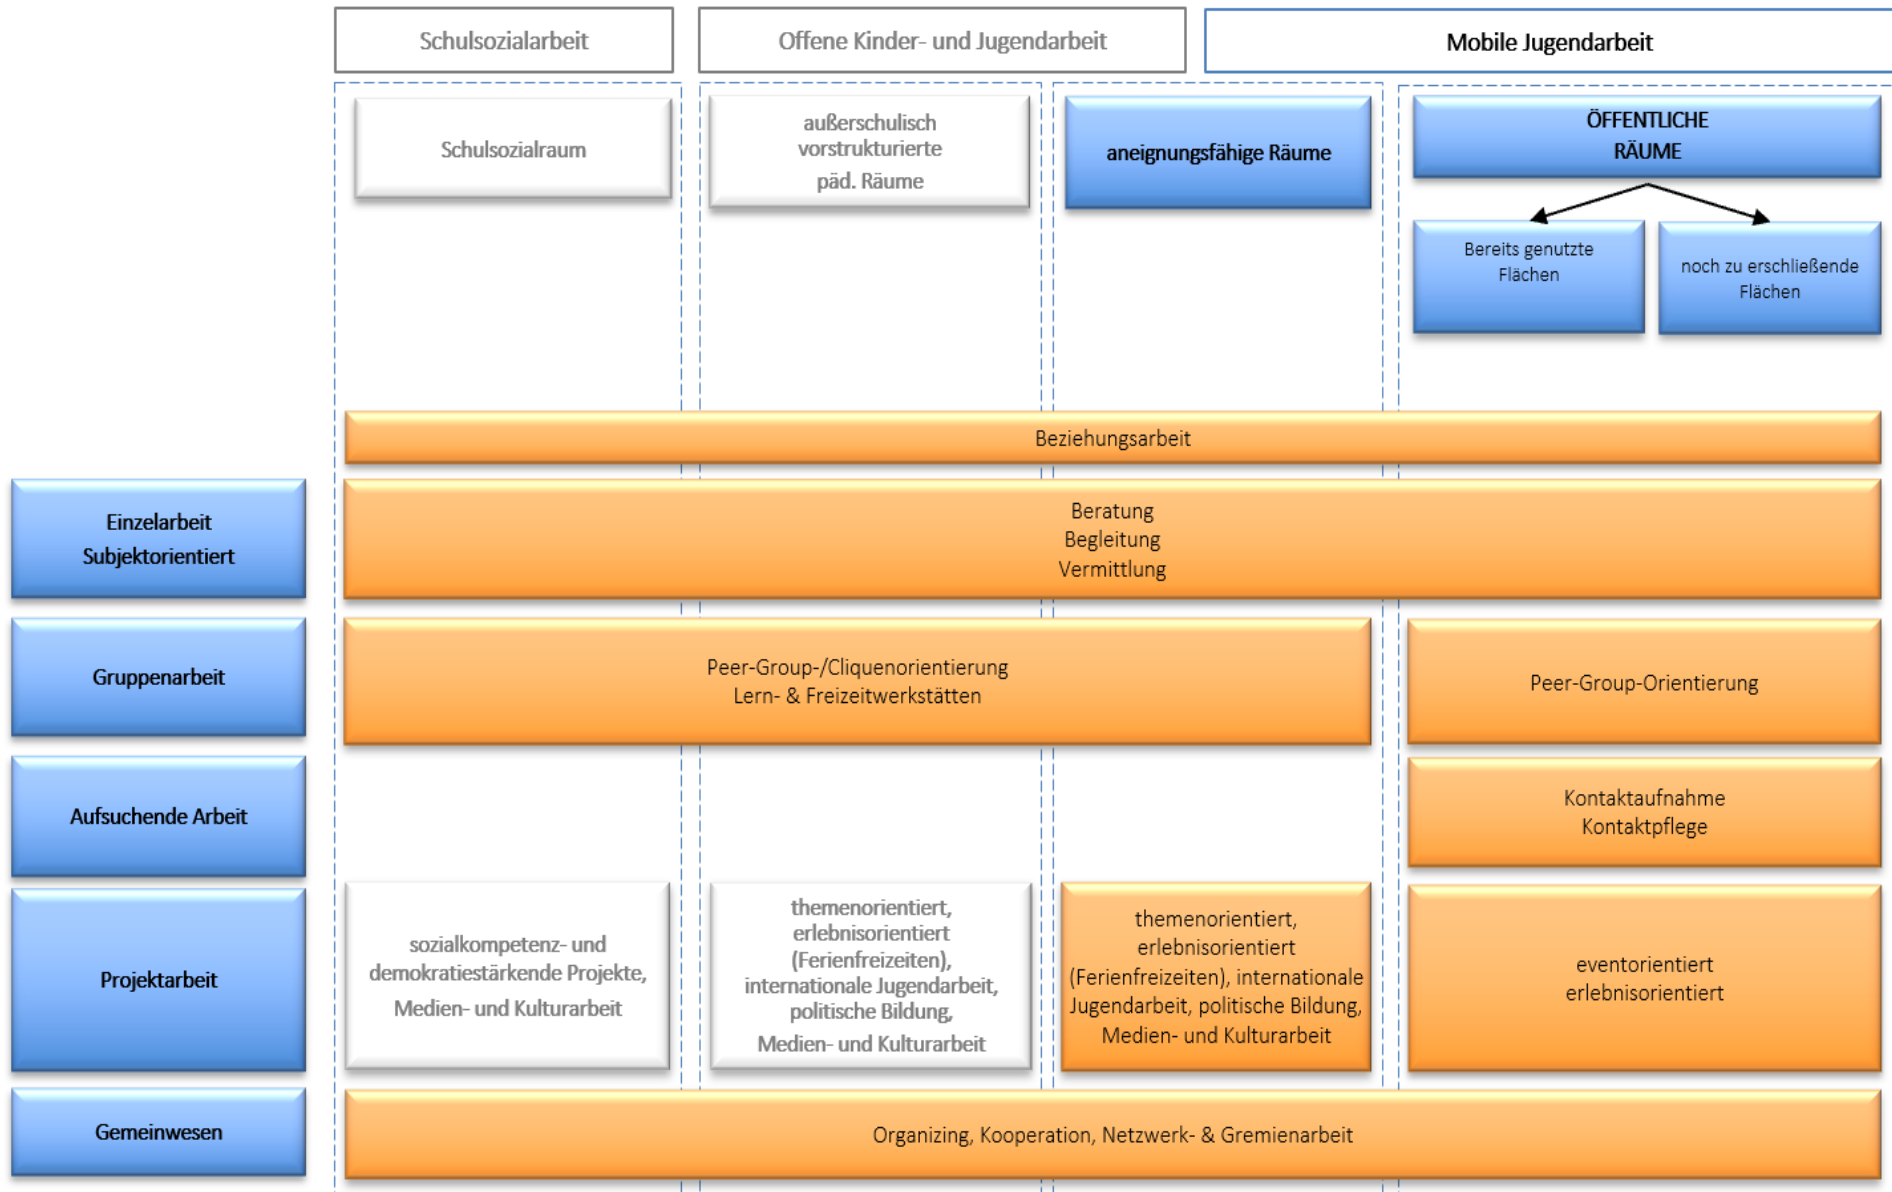 Schulsozialarbeit
Offene Kinder- und Jugendarbeit
Mobile Jugendarbeit
Schulsozialraum
außerschulisch
vorstrukturierte
päd. Räume
aneignungsfähige Räume
ÖFFENTLICHE
RÄUME
Bereits genutzte
Flächen
noch zu erschließende
Flächen
Beziehungsarbeit
Einzelarbeit
Subjektorientiert
Beratung
Begleitung
Vermittlung
Gruppenarbeit
Peer-Group-/Cliquenorientierung
Lern- & Freizeitwerkstätten
Peer-Group-Orientierung
Aufsuchende Arbeit
Kontaktaufnahme
Kontaktpflege
Projektarbeit
sozialkompetenz- und
demokratiestärkende Projekte,
Medien- und Kulturarbeit
themenorientiert,
erlebnisorientiert
(Ferienfreizeiten),
internationale Jugendarbeit,
politische Bildung,
Medien- und Kulturarbeit
themenorientiert,
erlebnisorientiert
(Ferienfreizeiten), internationale
Jugendarbeit, politische Bildung,
Medien- und Kulturarbeit
eventorientiert
erlebnisorientiert
Gemeinwesen
Organizing, Kooperation, Netzwerk- & Gremienarbeit